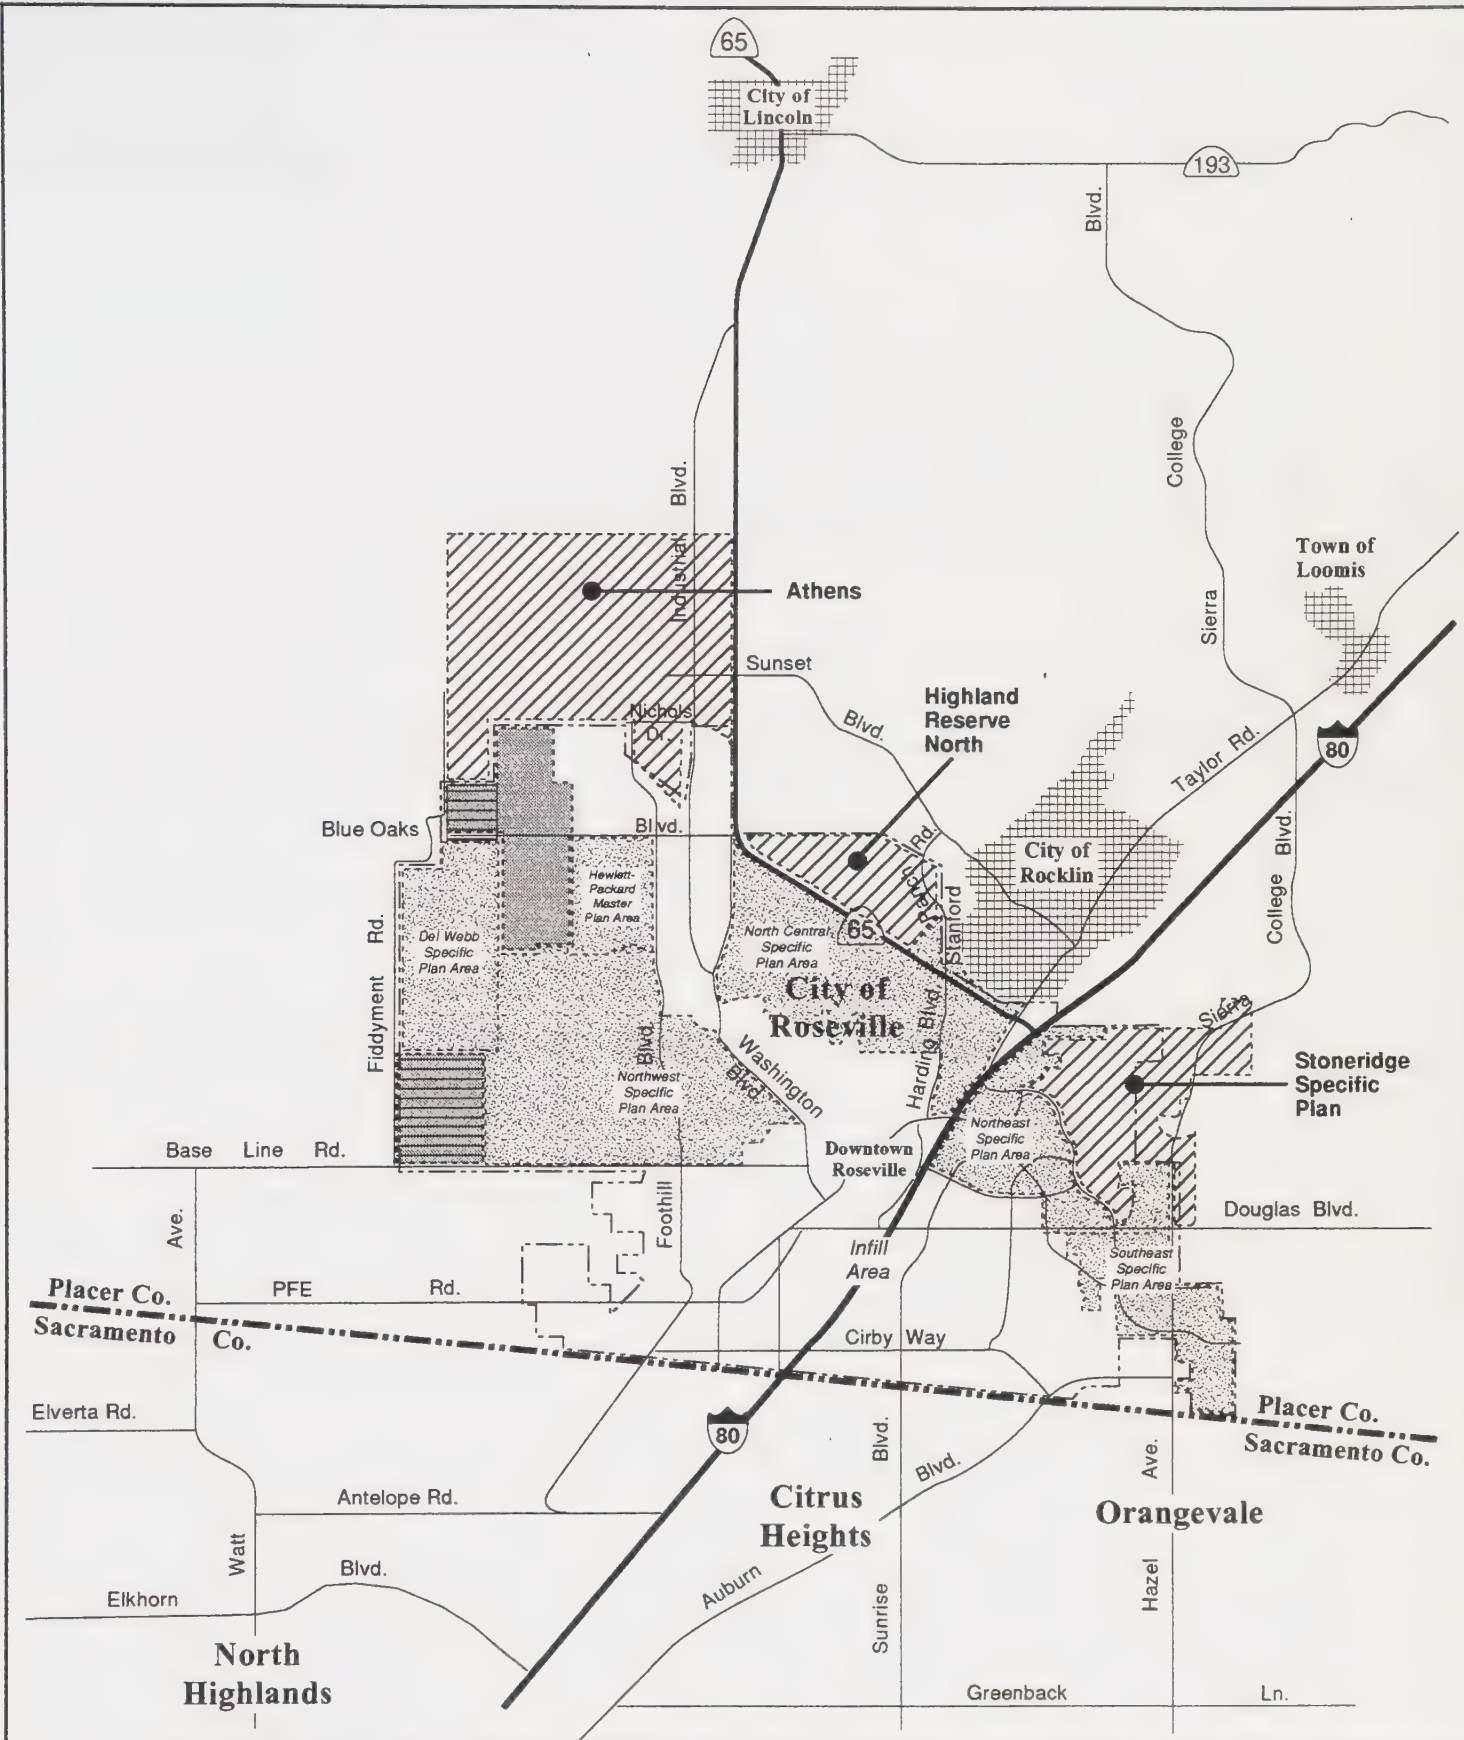 65
City of
Lincoln
193
Blvd.
College
Blvd.
Industrial
Town of
Loomis
Sierra
Athens
Sunset
Blvd.
Highland
Reserve
North
Nichols
Dr.
80
Taylor Rd.
Blue Oaks
Blvd.
Rd.
City of
Rocklin
College Blvd.
Hewlett-
Packard
Master
Plan Area
Stanford
65
Fiddyment Rd.
Del Webb
Specific
Plan Area
North Central
Specific
Plan Area
City of
Roseville
Harding Blvd.
Sierra
Blvd.
Washington
Blvd.
Stoneridge
Specific
Plan
Northwest
Specific
Plan Area
Northeast
Specific
Plan Area
Base Line Rd.
Downtown
Roseville
Foothill
Douglas Blvd.
Ave.
Infill
Area
Southeast
Specific
Plan Area
PFE Rd.
Placer Co.
Sacramento Co.
Cirby Way
Elverta Rd.
Placer Co.
Sacramento Co.
80
Blvd.
Blvd.
Ave.
Antelope Rd.
Citrus
Heights
Orangevale
Watt
Blvd.
Elkhorn
Auburn
Sunrise
Hazel
North
Highlands
Greenback Ln.